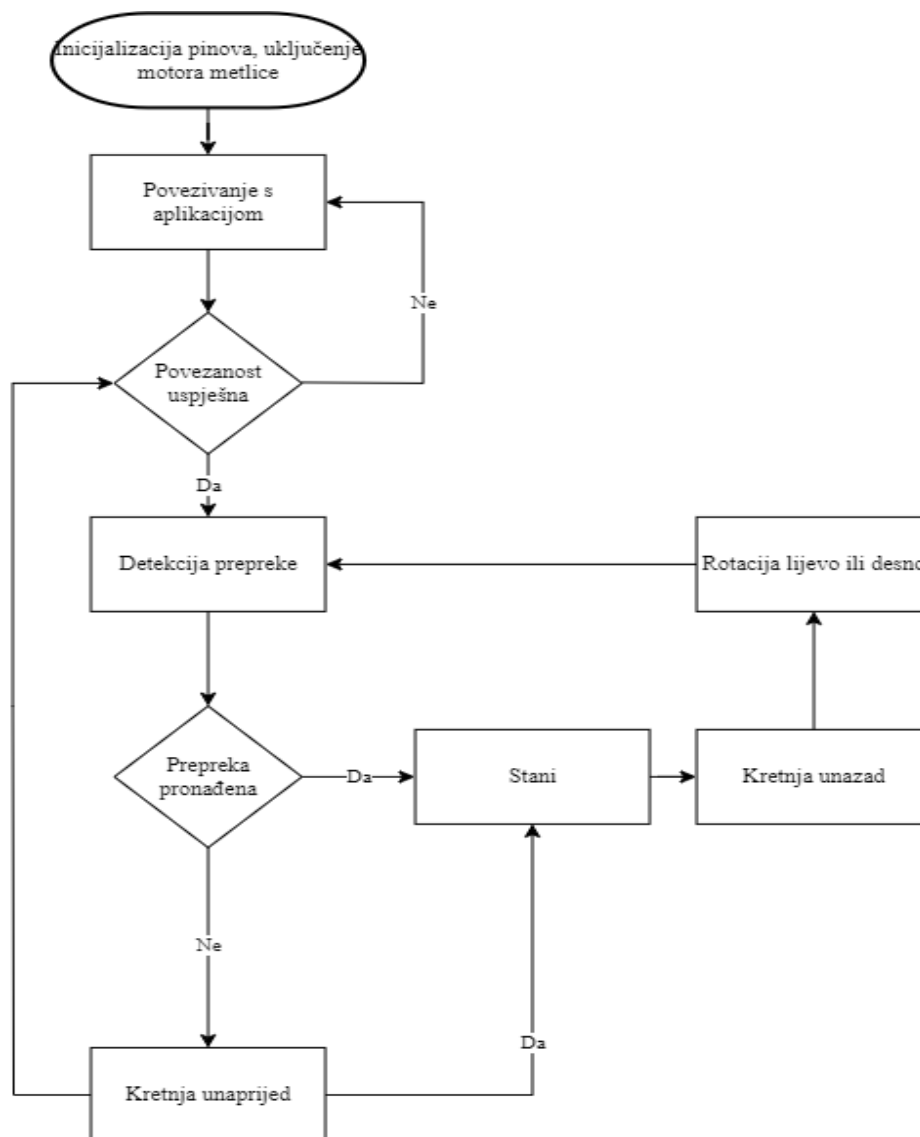 Inicijalizacija pinova, uključenje
motora metlice
Povezivanje s
aplikacijom
Ne
Povezanost
uspješna
Da
Detekcija prepreke
Rotacija lijevo ili desno
Prepreka
pronađena
Da
Stani
Kretnja unazad
Ne
Da
Kretnja unaprijed